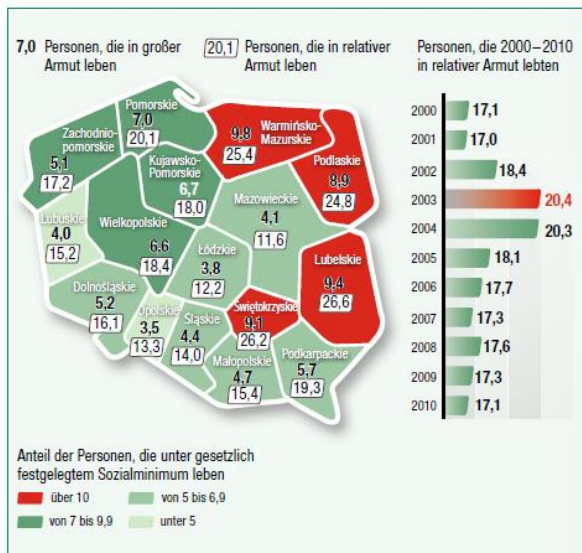 7,0 Personen, die in großer
Armut leben
20,1 Personen, die in relativer
Armut leben
Personen, die 2000–2010
in relativer Armut lebten
Pomorskie
7,0
20,1
Zachodnio-
pomorskie
5,1
17,2
Warmińsko-
Mazurskie
9,8
25,4
Podlaskie
8,9
24,8
Kujawsko-
Pomorskie
6,7
18,0
Mazowieckie
4,1
11,6
Lubuskie
4,0
15,2
Wielkopolskie
6,6
18,4
Łódzkie
3,8
12,2
Lubelskie
9,4
26,6
Dolnośląskie
5,2
16,1
Opolskie
3,5
13,3
Śląskie
4,4
14,0
Świętokrzyskie
9,1
26,2
Małopolskie
4,7
15,4
Podkarpackie
5,7
19,3
2000 17,1
2001 17,0
2002 18,4
2003 20,4
2004 20,3
2005 18,1
2006 17,7
2007 17,3
2008 17,6
2009 17,3
2010 17,1
Anteil der Personen, die unter gesetzlich
festgelegtem Sozialminimum leben
über 10
von 5 bis 6,9
von 7 bis 9,9
unter 5